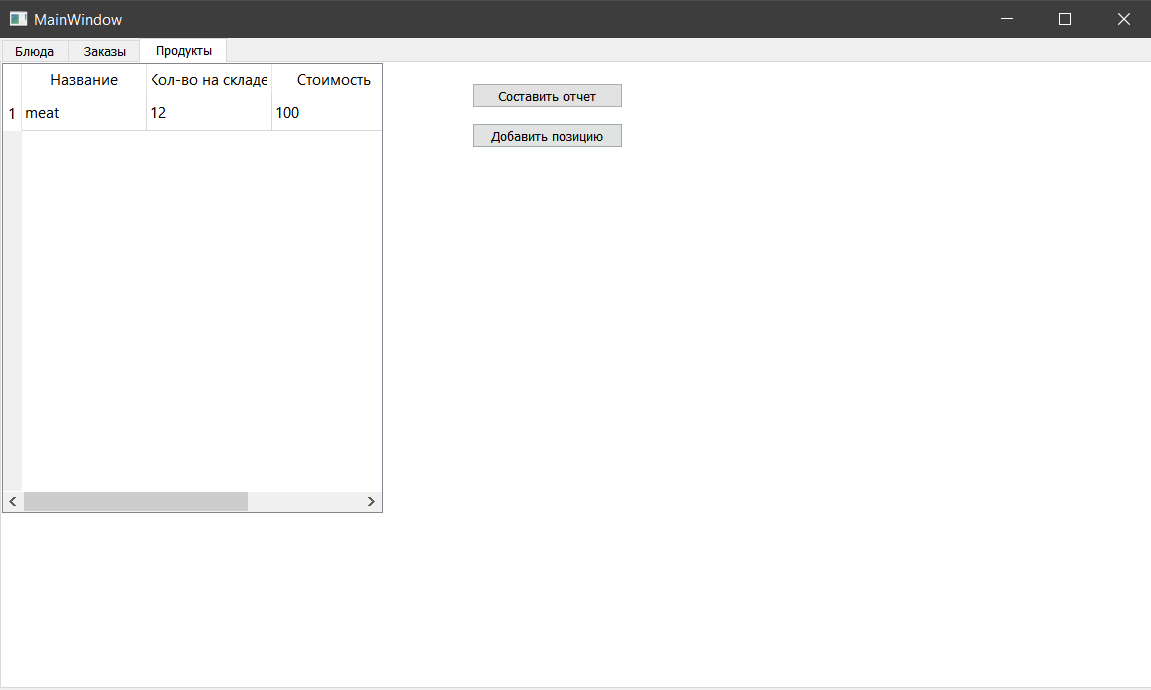 MainWindow
Блюда Заказы Продукты
Название Кол-во на складе Стоимость
1 meat 12 100
Составить отчет
Добавить позицию